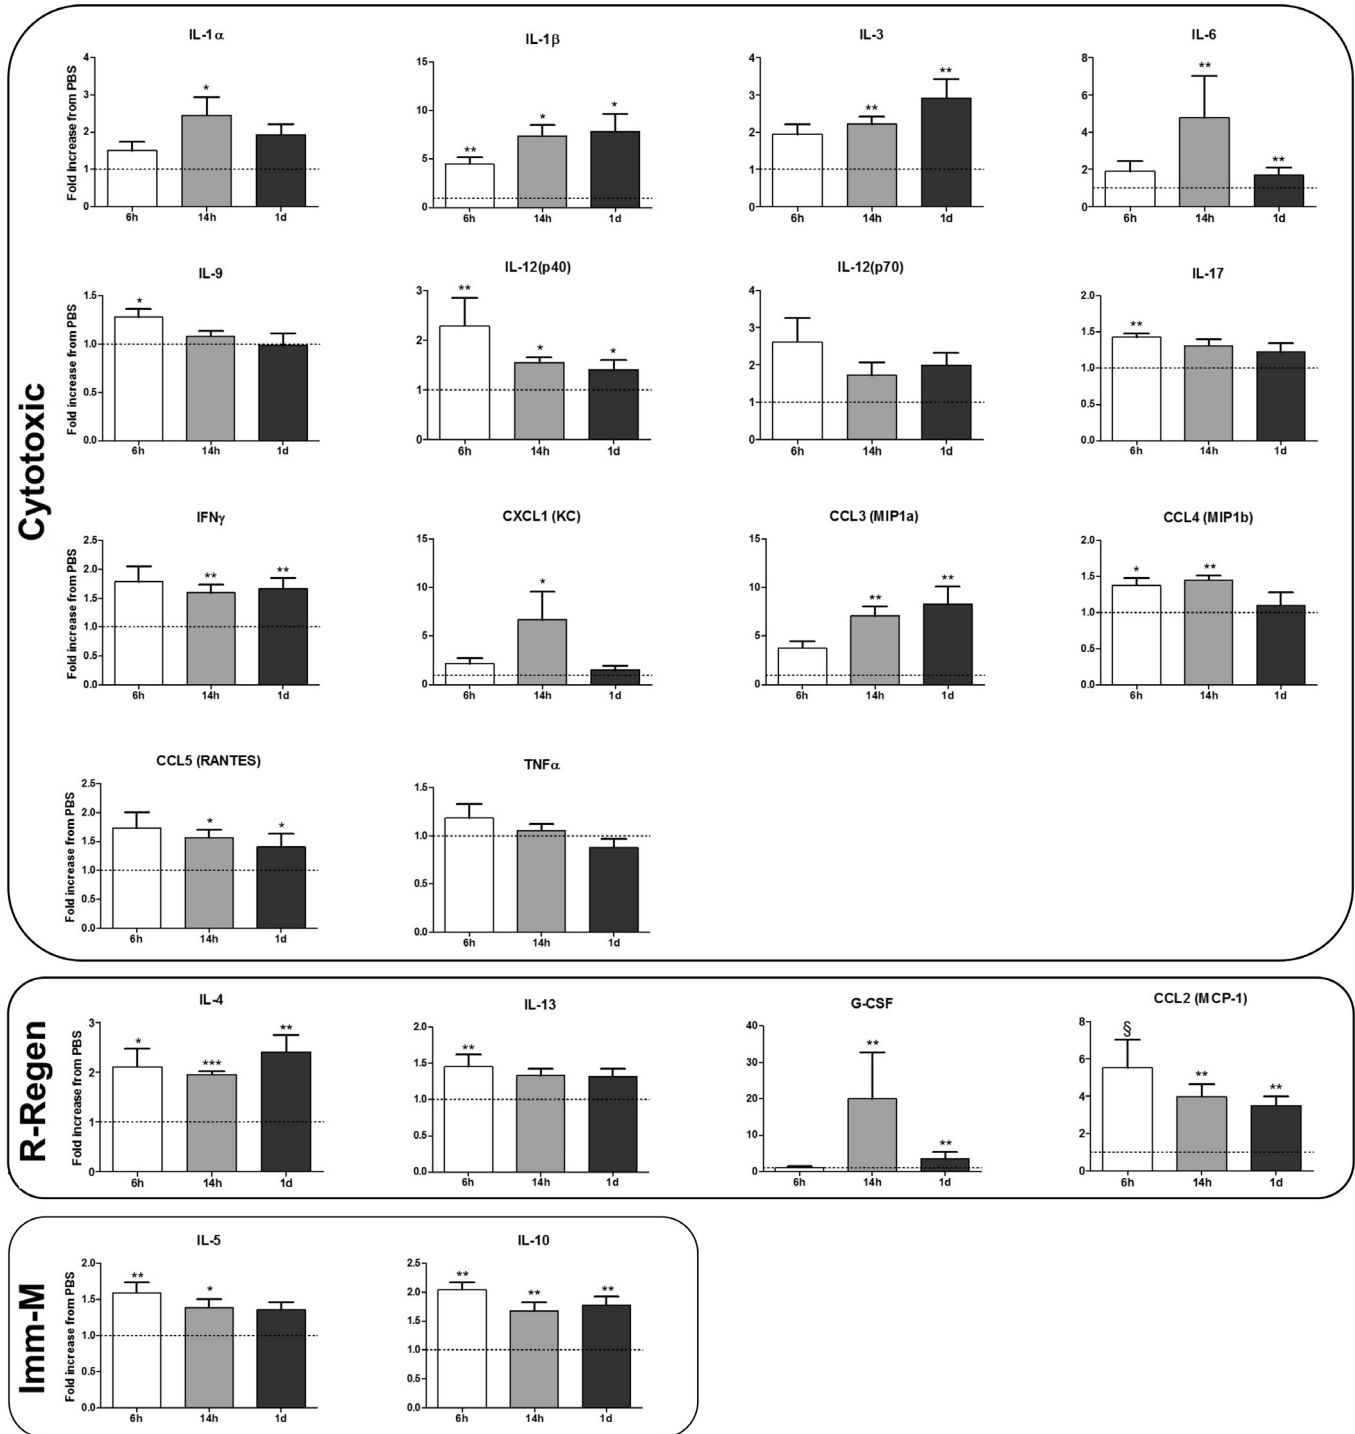 Cytotoxic
IL-1α
Fold increase from PBS
4
3
2
1
0
*
6h 14h 1d
IL-1β
15
10
5
0
** * *
6h 14h 1d
IL-3
4
3
2
1
0
** **
6h 14h 1d
IL-6
8
6
4
2
0
** **
6h 14h 1d
IL-9
Fold increase from PBS
1.5
1.0
0.5
0.0
*
6h 14h 1d
IL-12(p40)
3
2
1
0
** * *
6h 14h 1d
IL-12(p70)
4
3
2
1
0
6h 14h 1d
IL-17
2.0
1.5
1.0
0.5
0.0
**
6h 14h 1d
IFNγ
Fold increase from PBS
2.5
2.0
1.5
1.0
0.5
0.0
** **
6h 14h 1d
CXCL1 (KC)
15
10
5
0
*
6h 14h 1d
CCL3 (MIP1a)
15
10
5
0
** **
6h 14h 1d
CCL4 (MIP1b)
2.0
1.5
1.0
0.5
0.0
* **
6h 14h 1d
CCL5 (RANTES)
Fold increase from PBS
2.5
2.0
1.5
1.0
0.5
0.0
* *
6h 14h 1d
TNFα
1.5
1.0
0.5
0.0
6h 14h 1d
R-Regen
IL-4
Fold increase from PBS
3
2
1
0
* *** **
6h 14h 1d
IL-13
2.0
1.5
1.0
0.5
0.0
**
6h 14h 1d
G-CSF
40
30
20
10
0
** **
6h 14h 1d
CCL2 (MCP-1)
8
6
4
2
0
§ ** **
6h 14h 1d
Imm-M
IL-5
Fold increase from PBS
2.0
1.5
1.0
0.5
0.0
** *
6h 14h 1d
IL-10
2.5
2.0
1.5
1.0
0.5
0.0
** ** **
6h 14h 1d